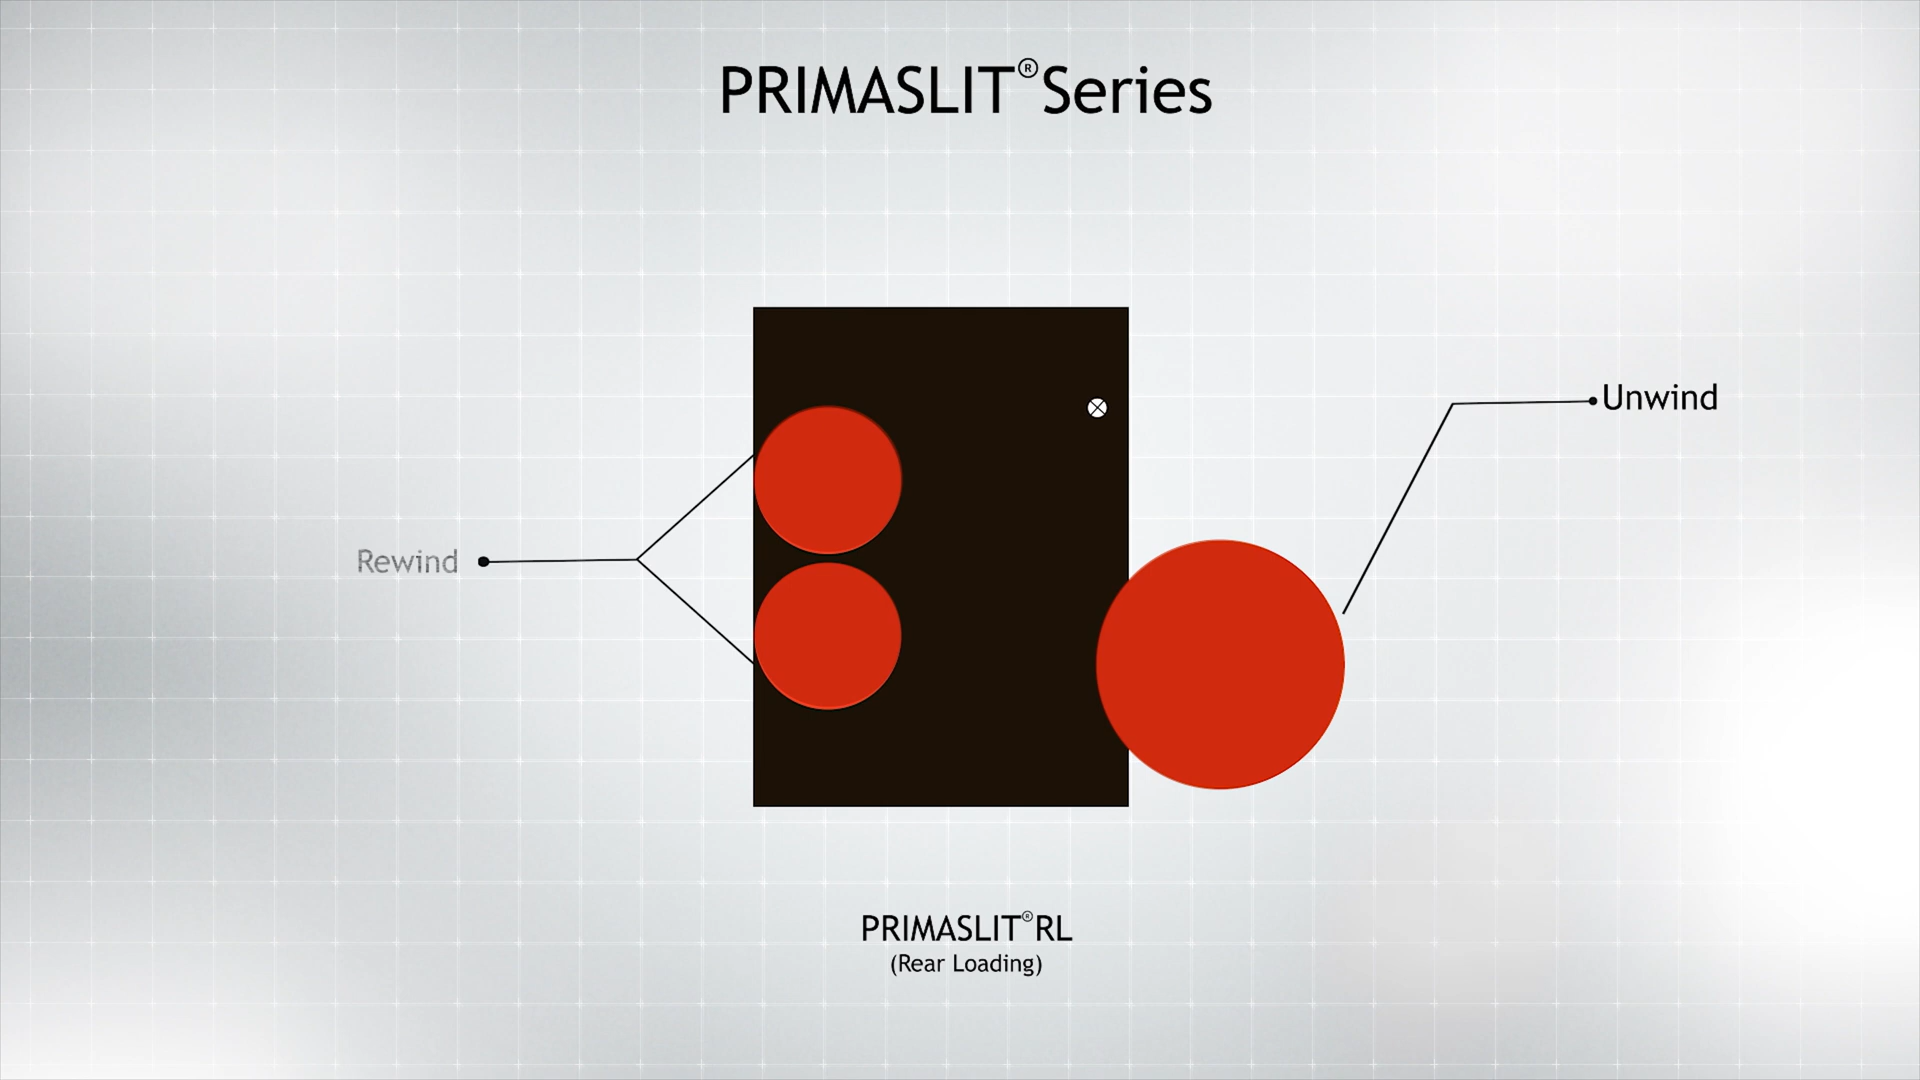 PRIMASLIT® Series
Unwind
Rewind
PRIMASLIT® RL
(Rear Loading)